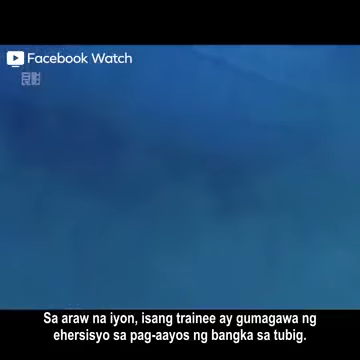 Facebook Watch
Sa araw na iyon, isang trainee ay gumagawa ng
ehersisyo sa pag-aayos ng bangka sa tubig.